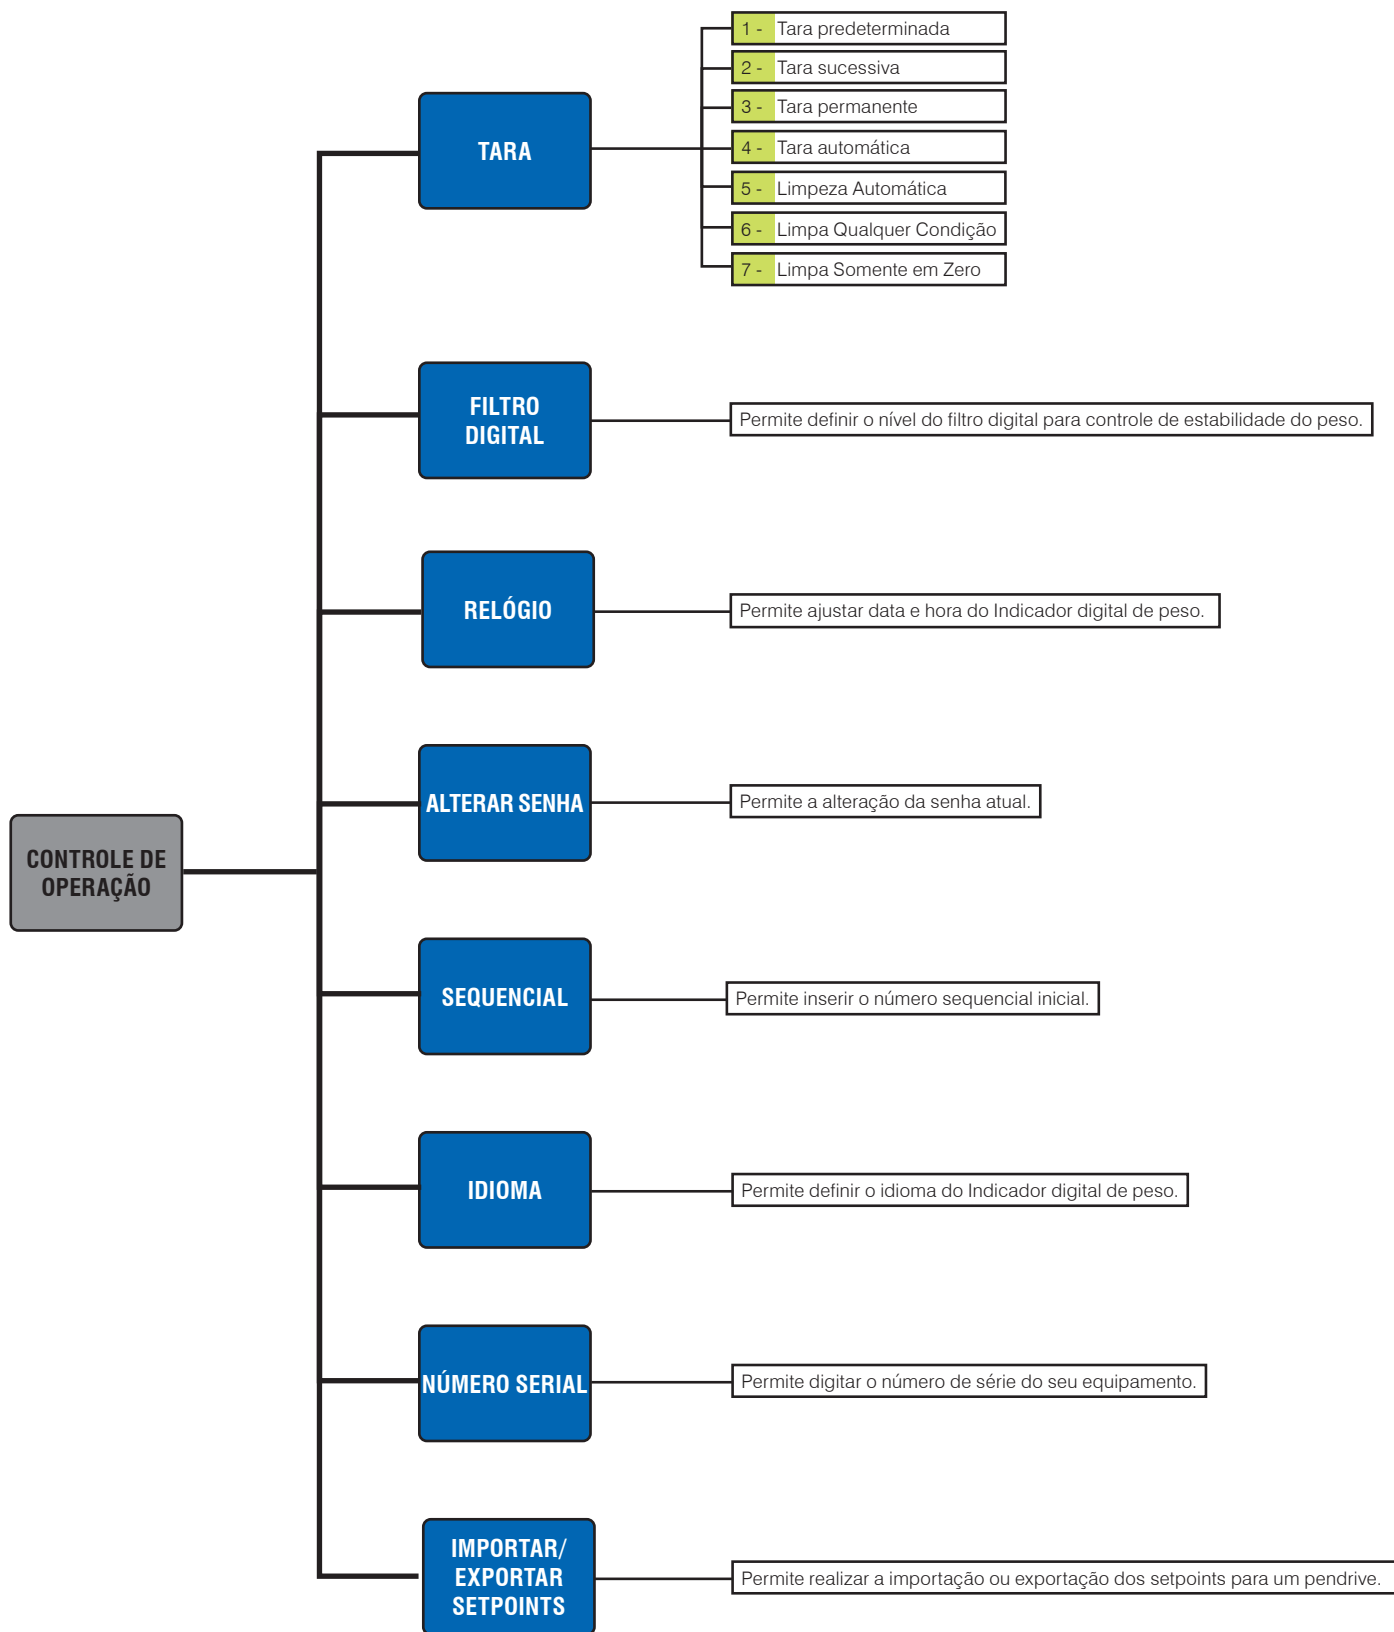 CONTROLE DE
OPERAÇÃO
TARA
1 - Tara predeterminada
2 - Tara sucessiva
3 - Tara permanente
4 - Tara automática
5 - Limpeza Automática
6 - Limpa Qualquer Condição
7 - Limpa Somente em Zero
FILTRO
DIGITAL
Permite definir o nível do filtro digital para controle de estabilidade do peso.
RELÓGIO
Permite ajustar data e hora do Indicador digital de peso.
ALTERAR SENHA
Permite a alteração da senha atual.
SEQUENCIAL
Permite inserir o número sequencial inicial.
IDIOMA
Permite definir o idioma do Indicador digital de peso.
NÚMERO SERIAL
Permite digitar o número de série do seu equipamento.
IMPORTAR/
EXPORTAR
SETPOINTS
Permite realizar a importação ou exportação dos setpoints para um pendrive.